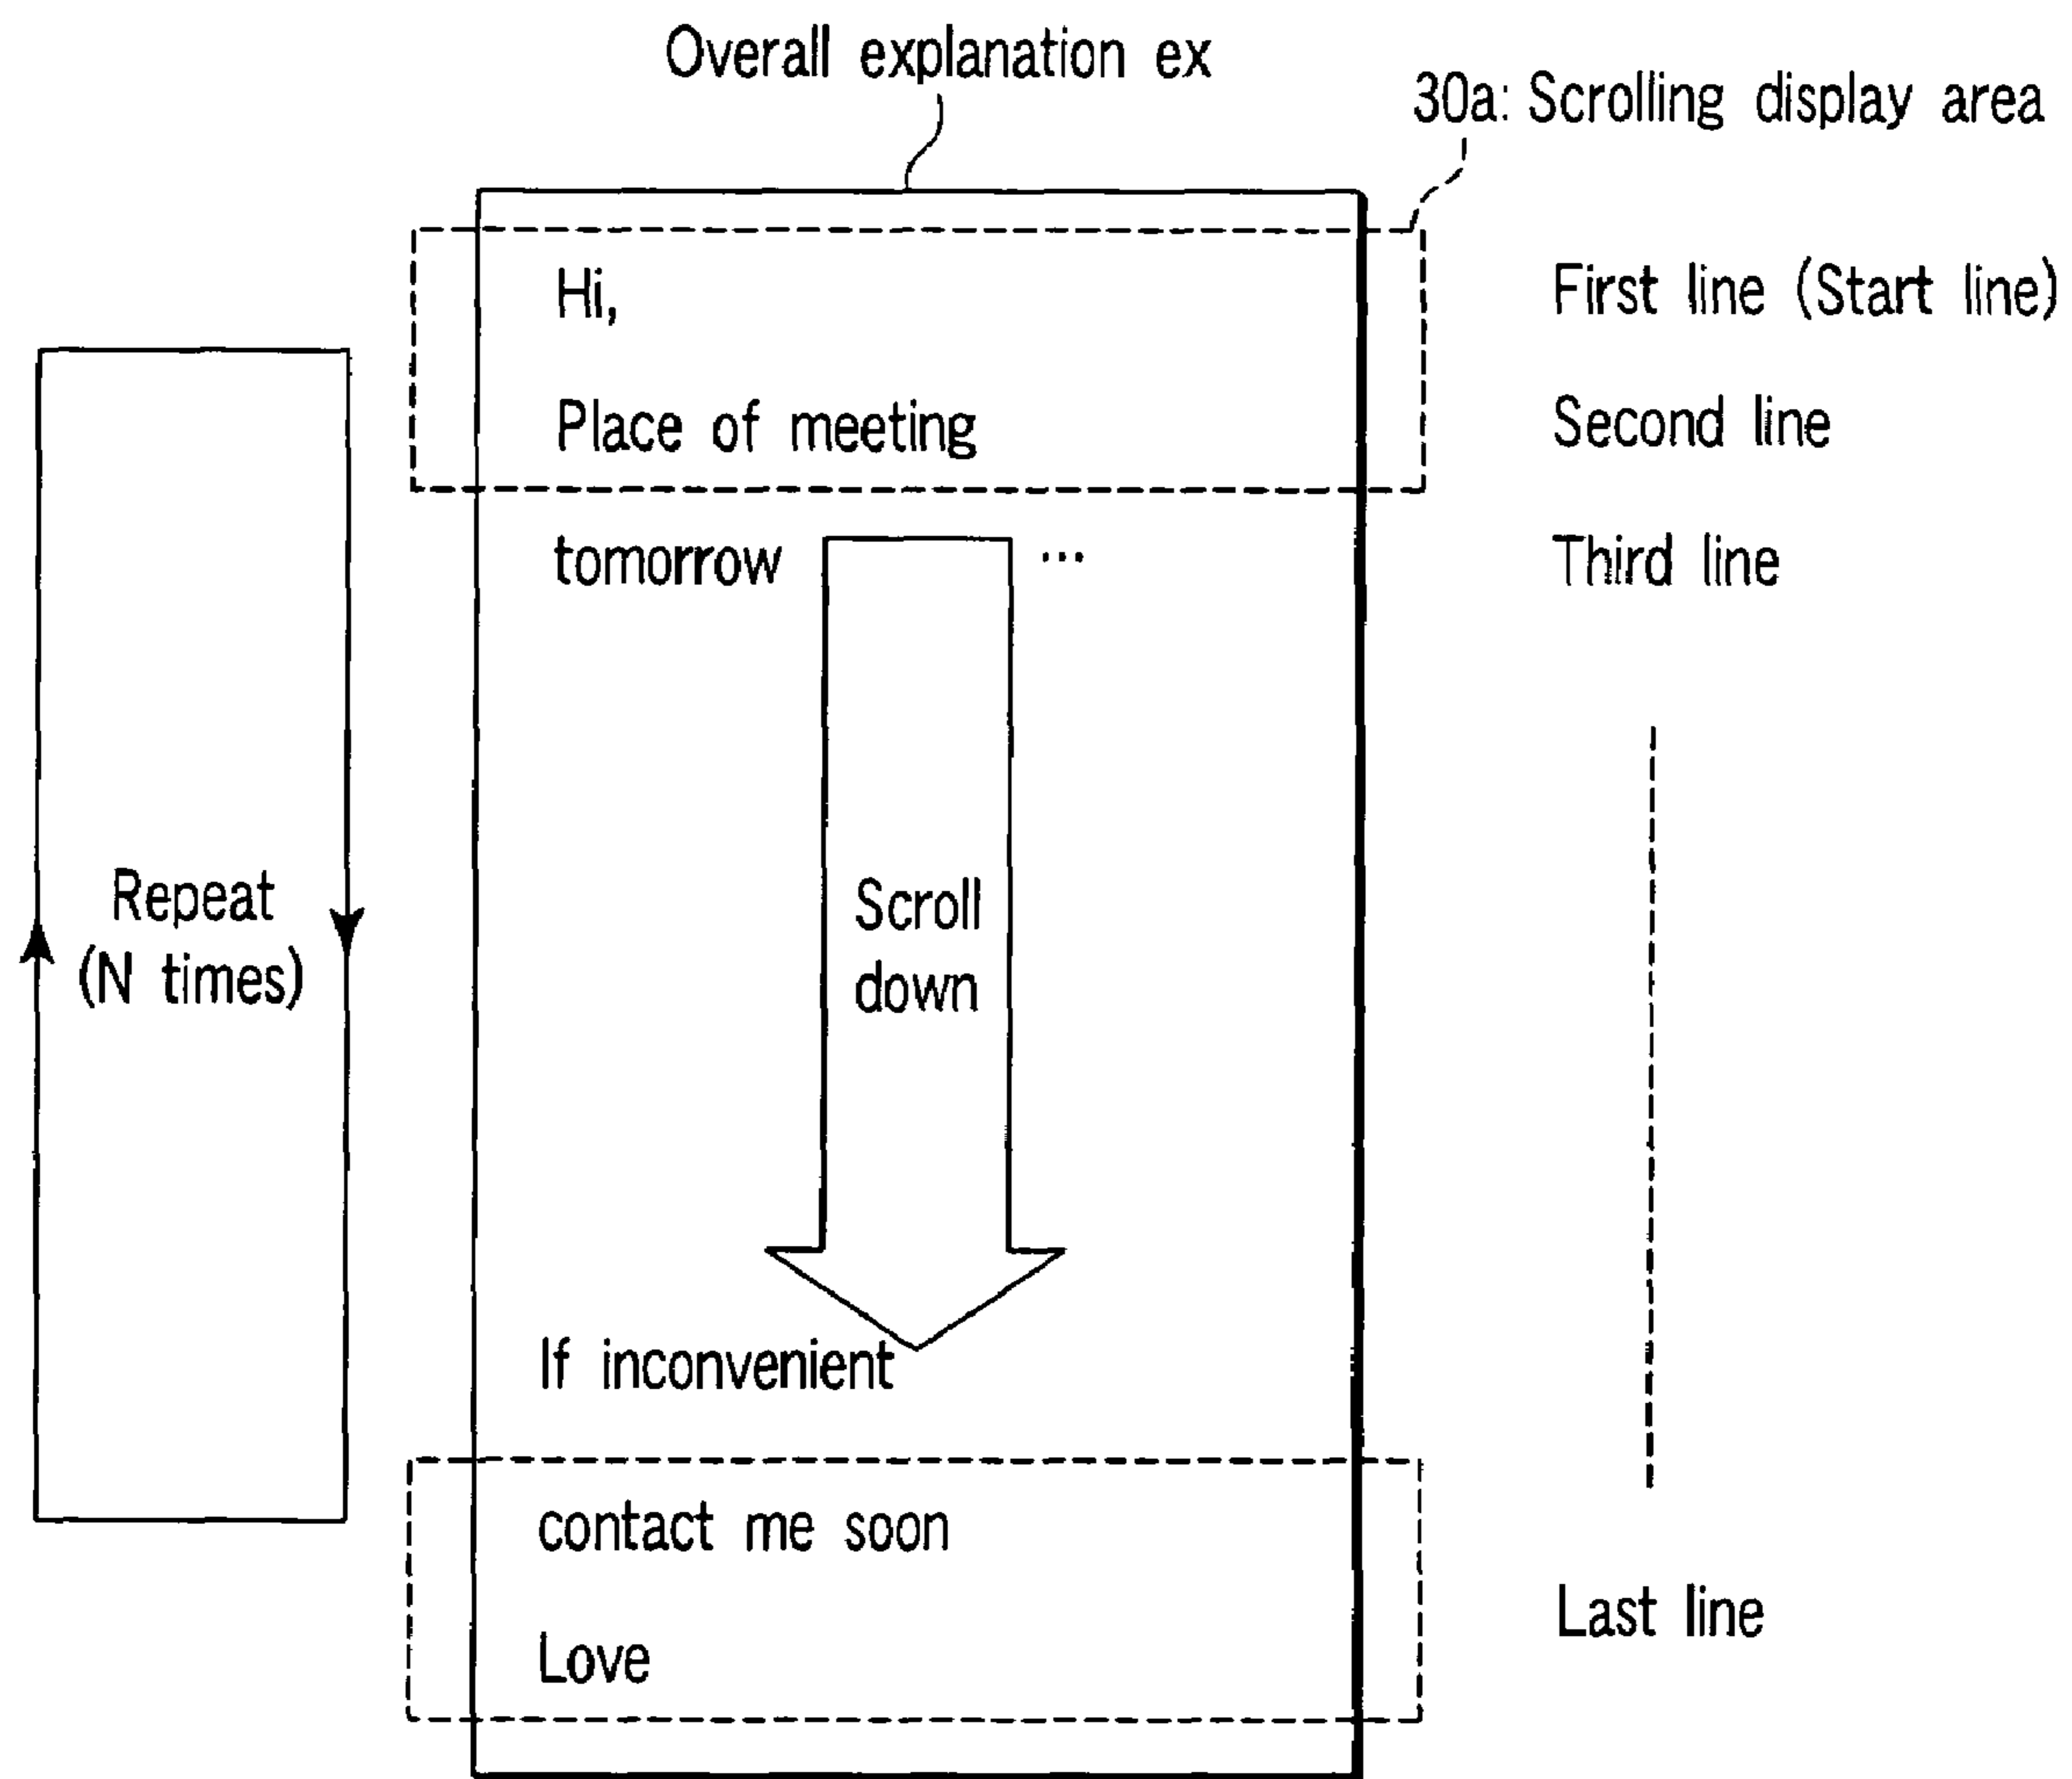 Overall explanation ex
30a: Scrolling display area
Hi,
First line (Start line)
Place of meeting
Second line
tomorrow ...
Third line
Repeat
(N times)
Scroll
down
If inconvenient
contact me soon
Last line
Love